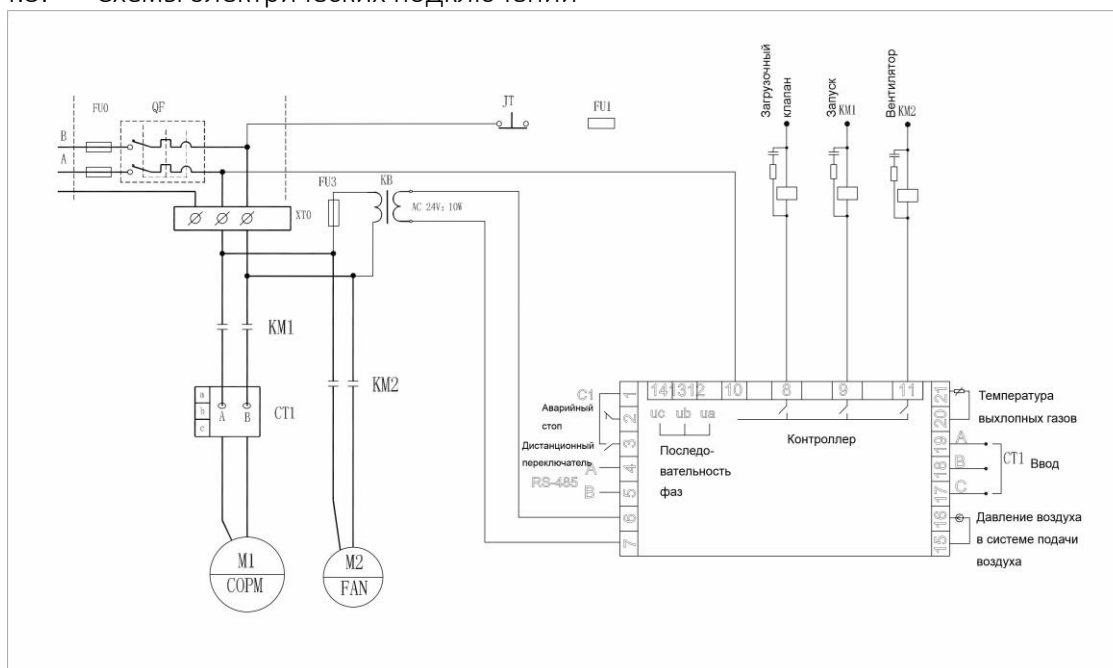 4.5. Схемы электрических подключений
FU0
QF
B
A
JT
FU1
Загрузочный
клапан
Запуск
KM1
Вентилятор
KM2
FU3
KB
AC 24V; 10W
XT0
KM1
KM2
a
b
c
A
B
CT1
M1
COPM
M2
FAN
C1
Аварийный
стоп
Дистанционный
переключатель
A
RS-485
B
1
2
3
4
5
6
7
14 13 12 10 8 9 11
uc ub ua
Последо-
вательность
фаз
Контроллер
21
20
19
18
17
16
15
Температура
выхлопных газов
A
B
C
CT1
Ввод
Давление воздуха
в системе подачи
воздуха